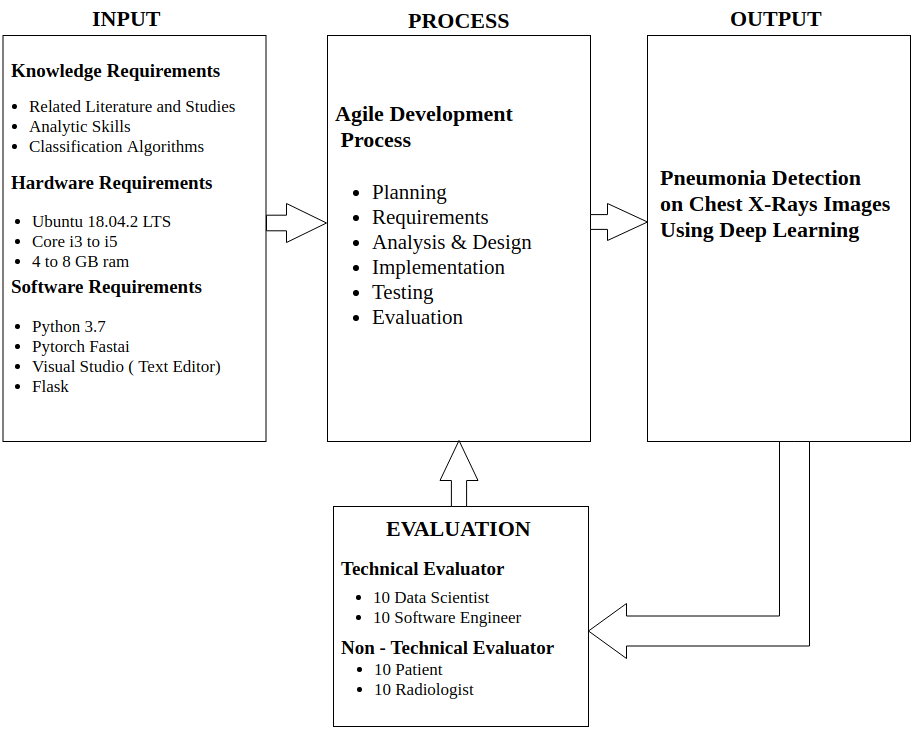 INPUT
Knowledge Requirements
• Related Literature and Studies
• Analytic Skills
• Classification Algorithms
Hardware Requirements
• Ubuntu 18.04.2 LTS
• Core i3 to i5
• 4 to 8 GB ram
Software Requirements
• Python 3.7
• Pytorch Fastai
• Visual Studio ( Text Editor)
• Flask
PROCESS
Agile Development
Process
• Planning
• Requirements
• Analysis & Design
• Implementation
• Testing
• Evaluation
OUTPUT
Pneumonia Detection
on Chest X-Rays Images
Using Deep Learning
EVALUATION
Technical Evaluator
• 10 Data Scientist
• 10 Software Engineer
Non - Technical Evaluator
• 10 Patient
• 10 Radiologist